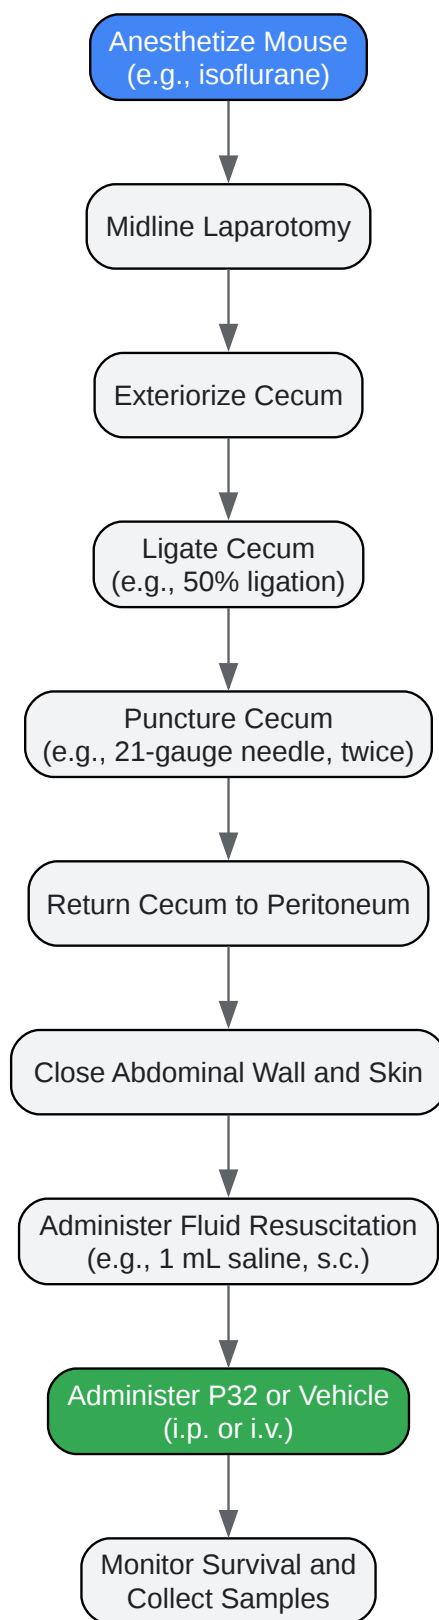 Anesthetize Mouse
(e.g., isoflurane)
Midline Laparotomy
Exteriorize Cecum
Ligate Cecum
(e.g., 50% ligation)
Puncture Cecum
(e.g., 21-gauge needle, twice)
Return Cecum to Peritoneum
Close Abdominal Wall and Skin
Administer Fluid Resuscitation
(e.g., 1 mL saline, s.c.)
Administer P32 or Vehicle
(i.p. or i.v.)
Monitor Survival and
Collect Samples